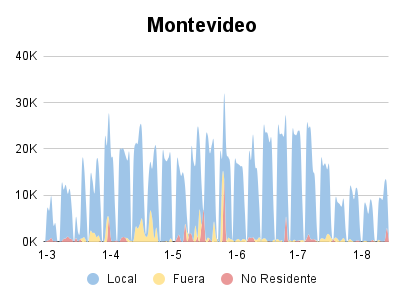 Montevideo
40K
30K
20K
10K
0K
1-3 1-4 1-5 1-6 1-7 1-8
Local Fuera No Residente